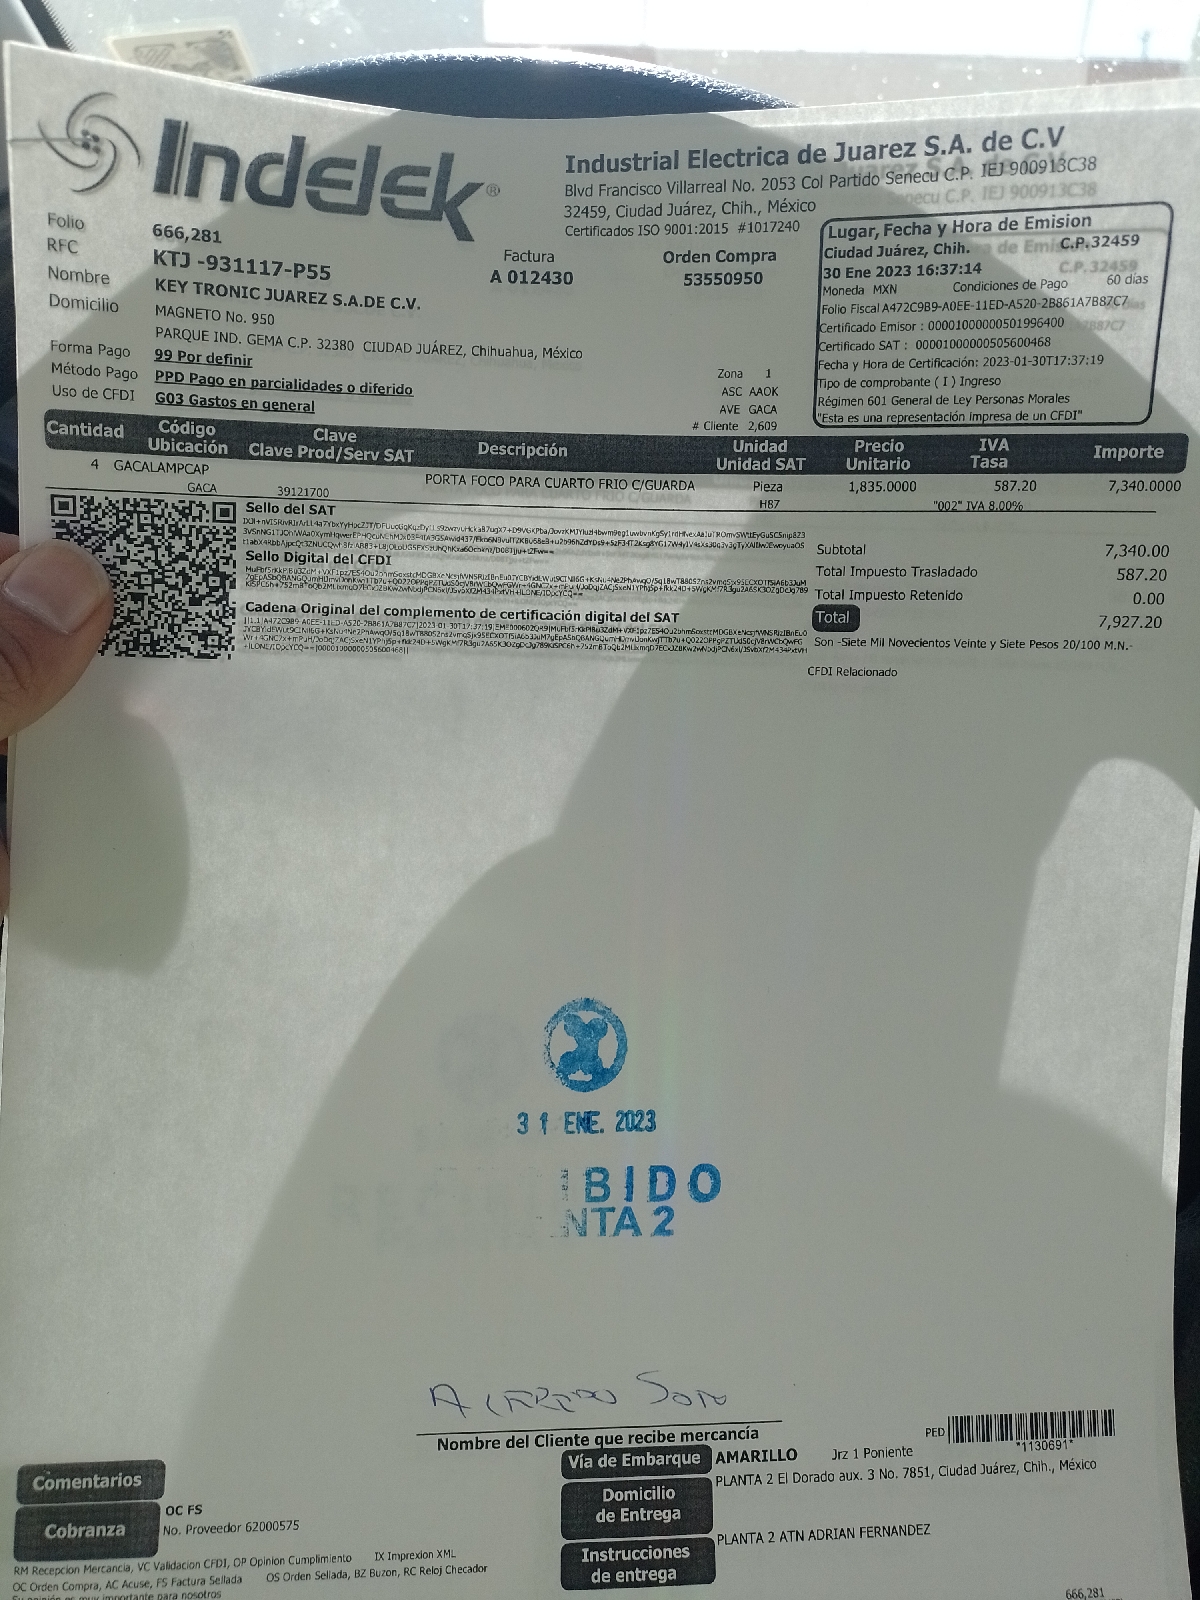 Indelek®
Industrial Electrica de Juarez S.A. de C.V
Blvd Francisco Villarreal No. 2053 Col Partido Senecu C.P. IEJ 900913C38
32459, Ciudad Juárez, Chih., México
Certificados ISO 9001:2015 #1017240
Folio 666,281
RFC KTJ -931117-P55
Nombre KEY TRONIC JUAREZ S.A.DE C.V.
Domicilio MAGNETO No. 950
PARQUE IND. GEMA C.P. 32380 CIUDAD JUÁREZ, Chihuahua, México
Factura
A 012430
Orden Compra
53550950
Lugar, Fecha y Hora de Emision
Ciudad Juárez, Chih. C.P.32459
30 Ene 2023 16:37:14
Moneda MXN Condiciones de Pago 60 días
Folio Fiscal A472C9B9-A0EE-11ED-A520-2B861A7B87C7
Certificado Emisor : 00001000000501996400
Certificado SAT : 00001000000505600468
Fecha y Hora de Certificación: 2023-01-30T17:37:19
Tipo de comprobante ( I ) Ingreso
Régimen 601 General de Ley Personas Morales
"Esta es una representación impresa de un CFDI"
Forma Pago 99 Por definir
Método Pago PPD Pago en parcialidades o diferido
Uso de CFDI G03 Gastos en general
Zona 1
ASC AAOK
AVE GACA
# Cliente 2,609
Cantidad Código Ubicación Clave Clave Prod/Serv SAT Descripción Unidad Unidad SAT Precio Unitario IVA Tasa Importe
4 GACALAMPCAP PORTA FOCO PARA CUARTO FRIO C/GUARDA Pieza 1,835.0000 587.20 7,340.0000
GACA 39121700 H87 "002" IVA 8.00%
Sello del SAT
Sello Digital del CFDI
Cadena Original del complemento de certificación digital del SAT
Subtotal 7,340.00
Total Impuesto Trasladado 587.20
Total Impuesto Retenido 0.00
Total 7,927.20
Son -Siete Mil Novecientos Veinte y Siete Pesos 20/100 M.N.-
CFDI Relacionado
31 ENE. 2023
IBIDO
NTA 2
Nombre del Cliente que recibe mercancía
PED
*1130691*
Vía de Embarque AMARILLO Jrz 1 Poniente
Domicilio de Entrega PLANTA 2 El Dorado aux. 3 No. 7851, Ciudad Juárez, Chih., México
Instrucciones de entrega PLANTA 2 ATN ADRIAN FERNANDEZ
Comentarios
Cobranza OC FS
No. Proveedor 62000575
RM Recepcion Mercancia, VC Validacion CFDI, OP Opinion Cumplimiento IX Imprexion XML
OC Orden Compra, AC Acuse, FS Factura Sellada OS Orden Sellada, BZ Buzon, RC Reloj Checador
Su opinión es muy importante para nosotros
666,281